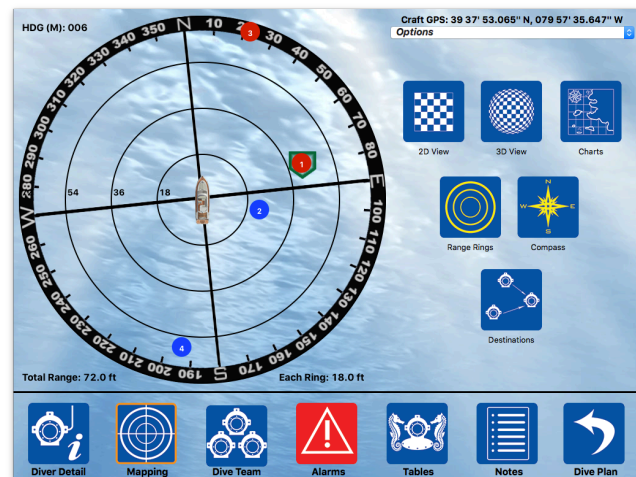 HDG (M): 006
Craft GPS: 39 37' 53.065'' N, 079 57' 35.647'' W
Options
N 10 20 30 40 50 60 70 80 E 100 110 120 130 140 150 160 170 S 190 200 210 220 230 240 250 260 W 280 290 300 310 320 330 340 350
3
1
2
4
54 36 18
2D View 3D View Charts
N
W E
S
Range Rings Compass
Destinations
Total Range: 72.0 ft Each Ring: 18.0 ft
Diver Detail Mapping Dive Team Alarms Tables Notes Dive Plan